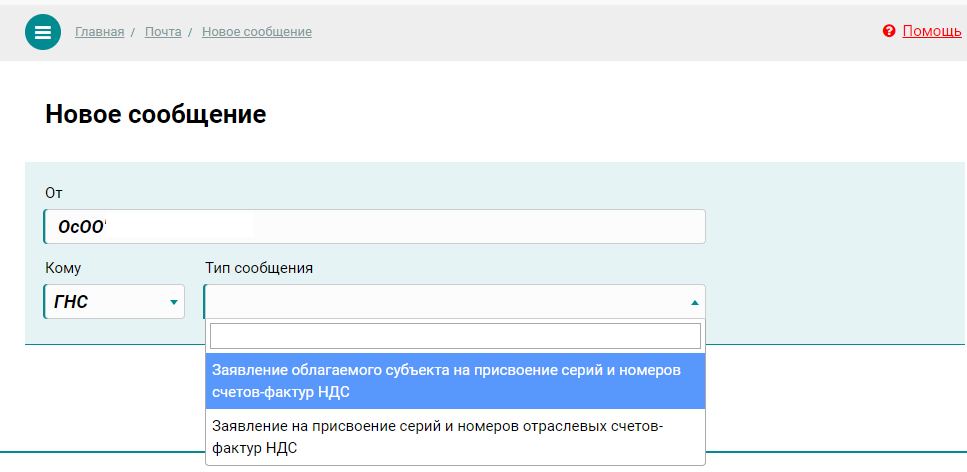 Главная / Почта / Новое сообщение
Помощь
Новое сообщение
От
ОсОО'
Кому Тип сообщения
ГНС
Заявление облагаемого субъекта на присвоение серий и номеров
счетов-фактур НДС
Заявление на присвоение серий и номеров отраслевых счетов-
фактур НДС